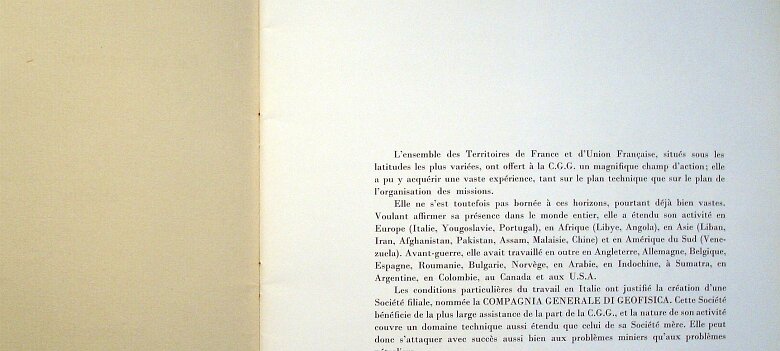 L'ensemble des Territoires de France et d'Union Française, situés sous les
latitudes les plus variées, ont offert à la C.G.G. un magnifique champ d'action; elle
a pu y acquérir une vaste expérience, tant sur le plan technique que sur le plan de
l'organisation des missions.
Elle ne s'est toutefois pas bornée à ces horizons, pourtant déjà bien vastes.
Voulant affirmer sa présence dans le monde entier, elle a étendu son activité en
Europe (Italie, Yougoslavie, Portugal), en Afrique (Libye, Angola), en Asie (Liban,
Iran, Afghanistan, Pakistan, Assam, Malaisie, Chine) et en Amérique du Sud (Vene-
zuela). Avant-guerre, elle avait travaillé en outre en Angleterre, Allemagne, Belgique,
Espagne, Roumanie, Bulgarie, Norvège, en Arabie, en Indochine, à Sumatra, en
Argentine, en Colombie, au Canada et aux U.S.A.
Les conditions particulières du travail en Italie ont justifié la création d'une
Société filiale, nommée la COMPAGNIA GENERALE DI GEOFISICA. Cette Société
bénéficie de la plus large assistance de la part de la C.G.G., et la nature de son activité
couvre un domaine technique aussi étendu que celui de sa Société mère. Elle peut
donc s'attaquer avec succès aussi bien aux problèmes miniers qu'aux problèmes